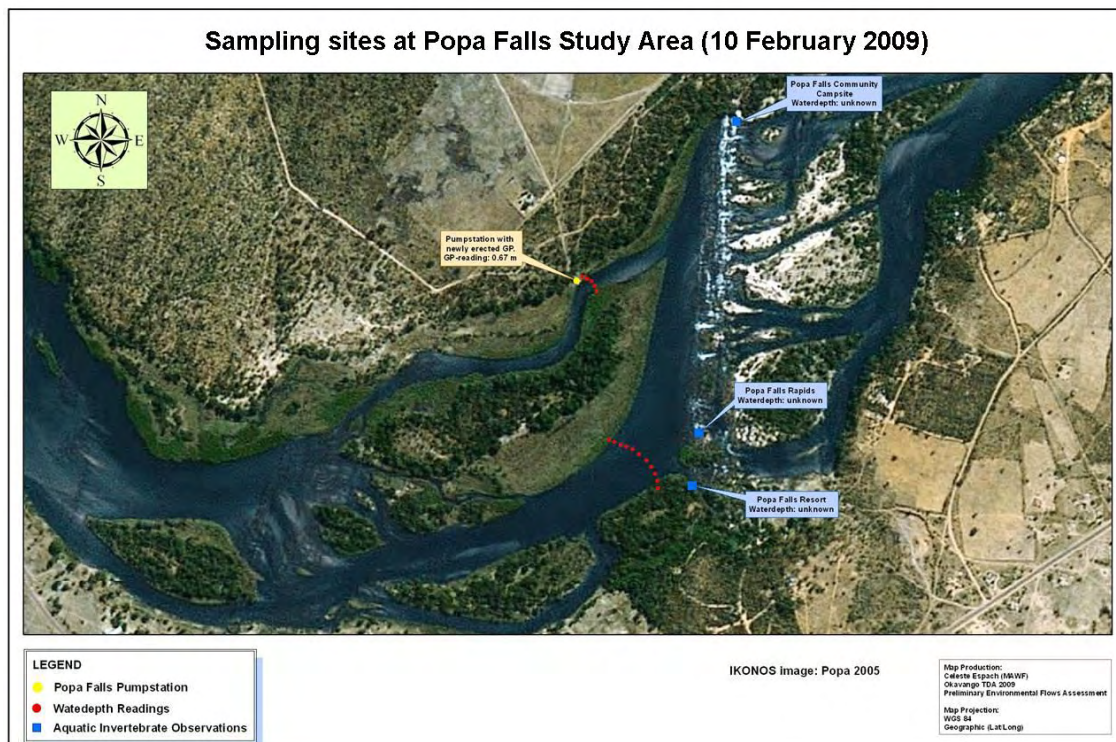 Sampling sites at Popa Falls Study Area (10 February 2009)
N
W
E
S
Popa Falls Community
Campsite
Waterdepth: unknown
Pumpstation with
newly erected GP.
GP-reading: 0.67 m
Popa Falls Rapids
Waterdepth: unknown
Popa Falls Resort
Waterdepth: unknown
LEGEND
Popa Falls Pumpstation
Watedepth Readings
Aquatic Invertebrate Observations
IKONOS image: Popa 2005
Map Production:
Celeste Espach (MAWF)
Okavango TDA 2009
Preliminary Environmental Flows Assessment
Map Projection:
WGS 84
Geographic (Lat/Long)